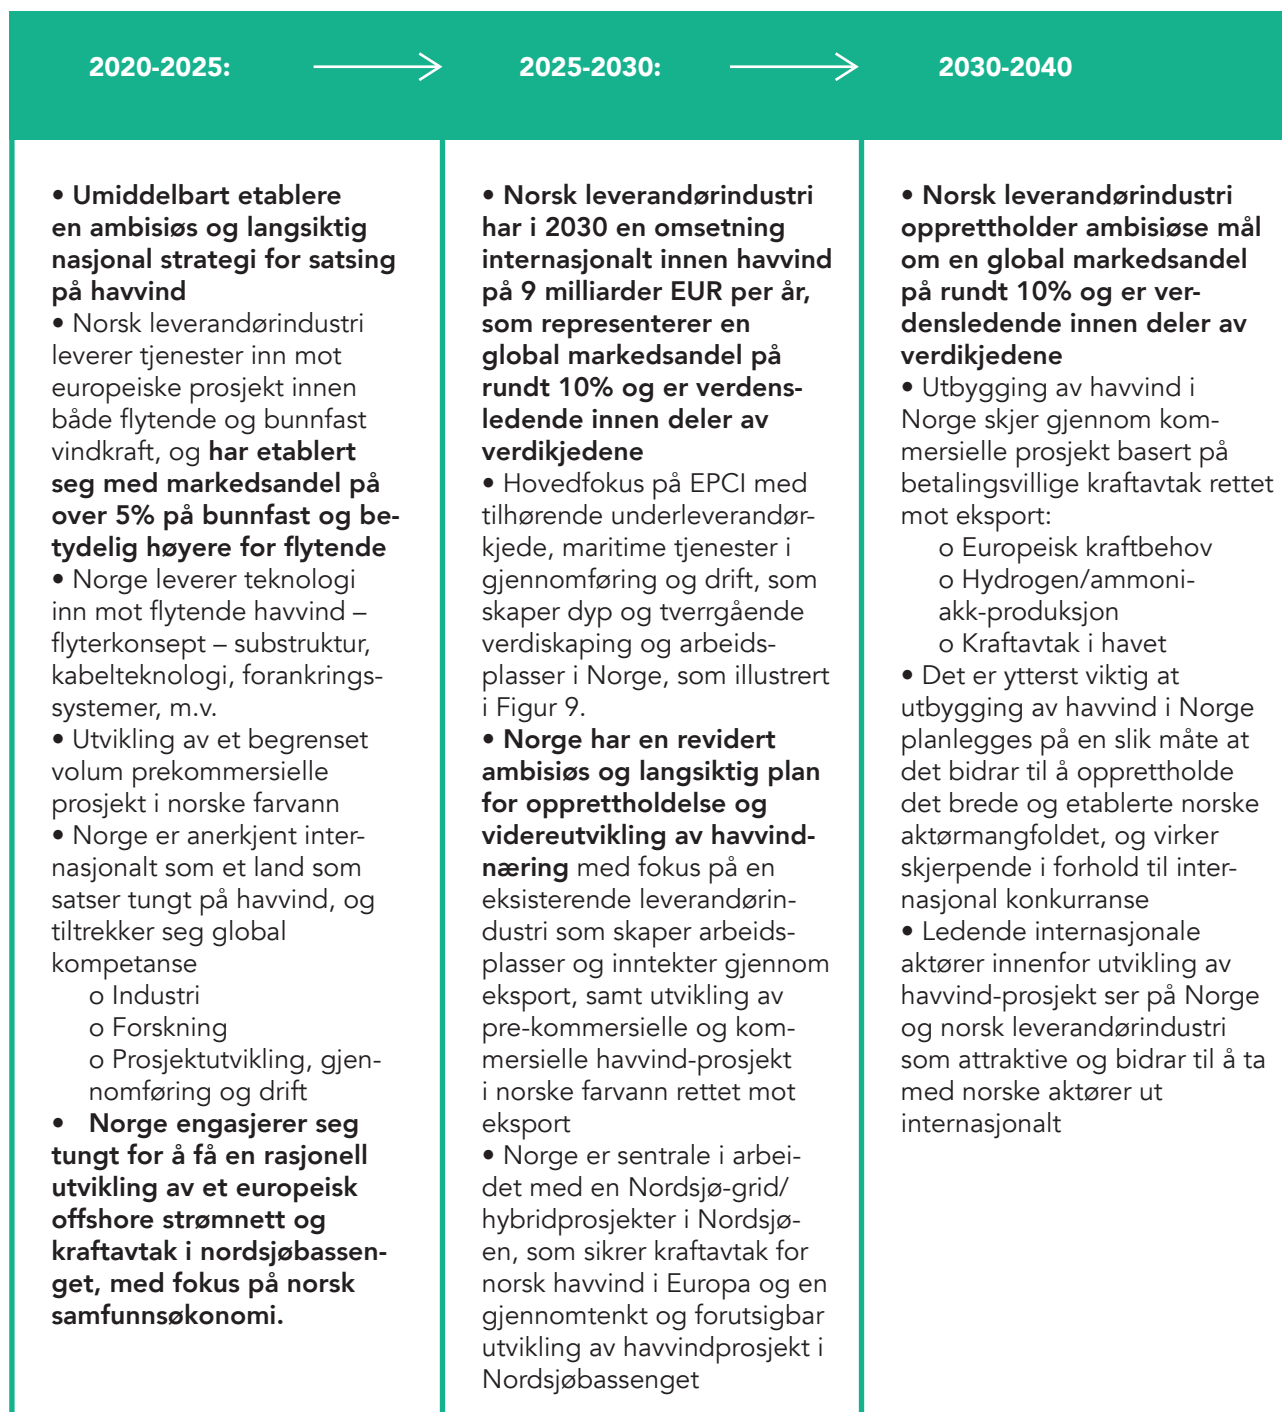 2020-2025:
2025-2030:
2030-2040
• Umiddelbart etablere
en ambisiøs og langsiktig
nasjonal strategi for satsing
på havvind
• Norsk leverandørindustri
leverer tjenester inn mot
europeiske prosjekt innen
både flytende og bunnfast
vindkraft, og har etablert
seg med markedsandel på
over 5% på bunnfast og be-
tydelig høyere for flytende
• Norge leverer teknologi
inn mot flytende havvind –
flyterkonsept – substruktur,
kabelteknologi, forankrings-
systemer, m.v.
• Utvikling av et begrenset
volum prekommersielle
prosjekt i norske farvann
• Norge er anerkjent inter-
nasjonalt som et land som
satser tungt på havvind, og
tiltrekker seg global
kompetanse
o Industri
o Forskning
o Prosjektutvikling, gjen-
nomføring og drift
• Norge engasjerer seg
tungt for å få en rasjonell
utvikling av et europeisk
offshore strømnett og
kraftavtak i nordsjøbassen-
get, med fokus på norsk
samfunnsøkonomi.
• Norsk leverandørindustri
har i 2030 en omsetning
internasjonalt innen havvind
på 9 milliarder EUR per år,
som representerer en
global markedsandel på
rundt 10% og er verdens-
ledende innen deler av
verdikjedene
• Hovedfokus på EPCI med
tilhørende underleverandør-
kjede, maritime tjenester i
gjennomføring og drift, som
skaper dyp og tverrgående
verdiskaping og arbeids-
plasser i Norge, som illustrert
i Figur 9.
• Norge har en revidert
ambisiøs og langsiktig plan
for opprettholdelse og
videreutvikling av havvind-
næring med fokus på en
eksisterende leverandørin-
dustri som skaper arbeids-
plasser og inntekter gjennom
eksport, samt utvikling av
pre-kommersielle og kom-
mersielle havvind-prosjekt
i norske farvann rettet mot
eksport
• Norge er sentrale i arbei-
det med en Nordsjø-grid/
hybridprosjekter i Nordsjø-
en, som sikrer kraftavtak for
norsk havvind i Europa og en
gjennomtenkt og forutsigbar
utvikling av havvindprosjekt i
Nordsjøbassenget
• Norsk leverandørindustri
opprettholder ambisiøse mål
om en global markedsandel
på rundt 10% og er ver-
densledende innen deler av
verdikjedene
• Utbygging av havvind i
Norge skjer gjennom kom-
mersielle prosjekt basert på
betalingsvillige kraftavtak rettet
mot eksport:
o Europeisk kraftbehov
o Hydrogen/ammoni-
akk-produksjon
o Kraftavtak i havet
• Det er ytterst viktig at
utbygging av havvind i Norge
planlegges på en slik måte at
det bidrar til å opprettholde
det brede og etablerte norske
aktørmangfoldet, og virker
skjerpende i forhold til inter-
nasjonal konkurranse
• Ledende internasjonale
aktører innenfor utvikling av
havvind-prosjekt ser på Norge
og norsk leverandørindustri
som attraktive og bidrar til å ta
med norske aktører ut
internasjonalt